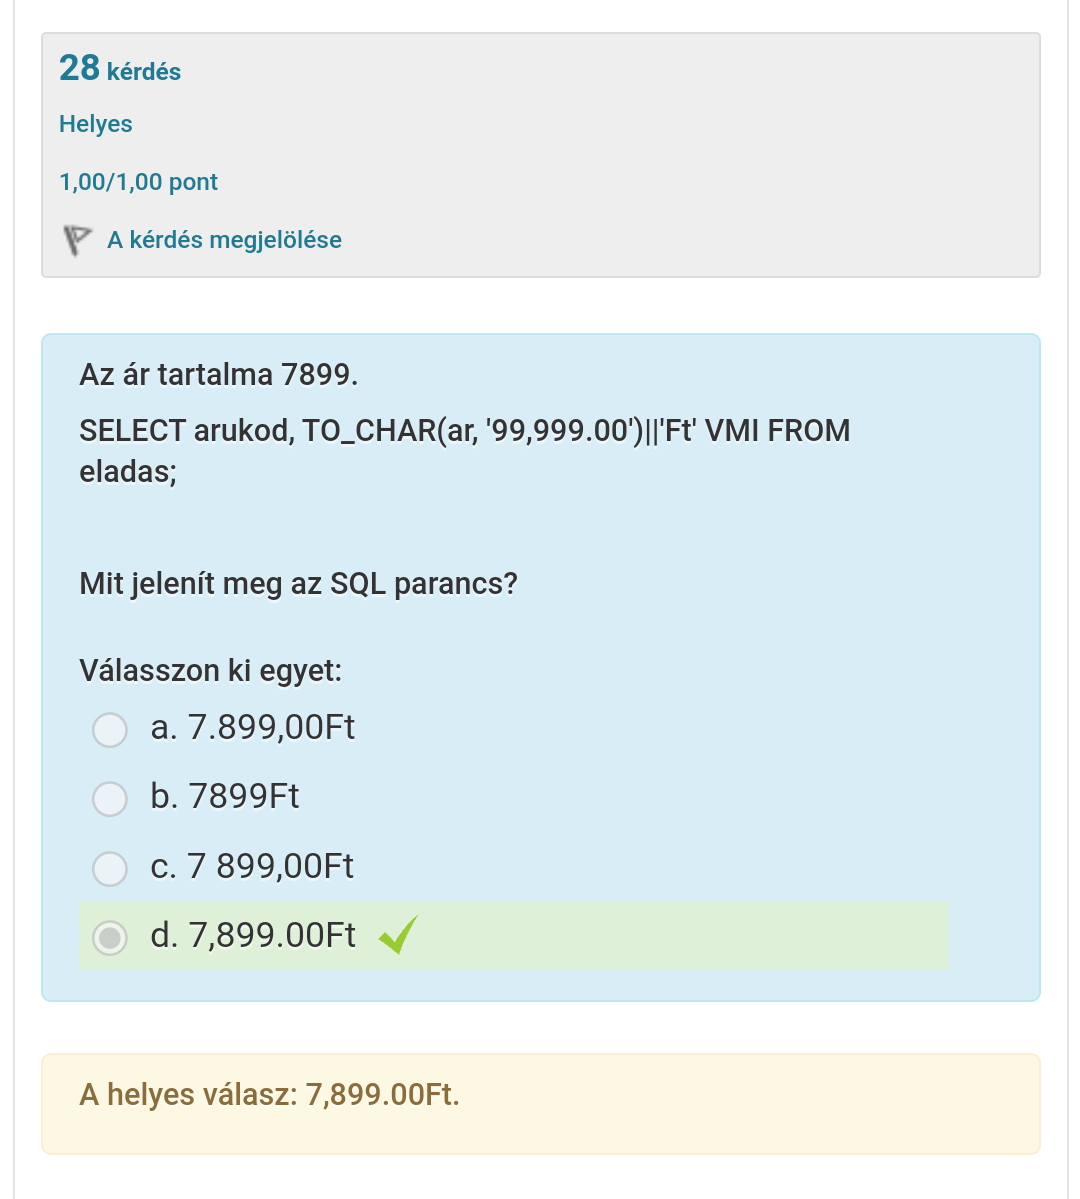 28 kérdés
Helyes
1,00/1,00 pont
A kérdés megjelölése
Az ár tartalma 7899.
SELECT arukod, TO_CHAR(ar, '99,999.00')||'Ft' VMI FROM
eladas;
Mit jelenít meg az SQL parancs?
Válasszon ki egyet:
a. 7.899,00Ft
b. 7899Ft
c. 7 899,00Ft
d. 7,899.00Ft
A helyes válasz: 7,899.00Ft.